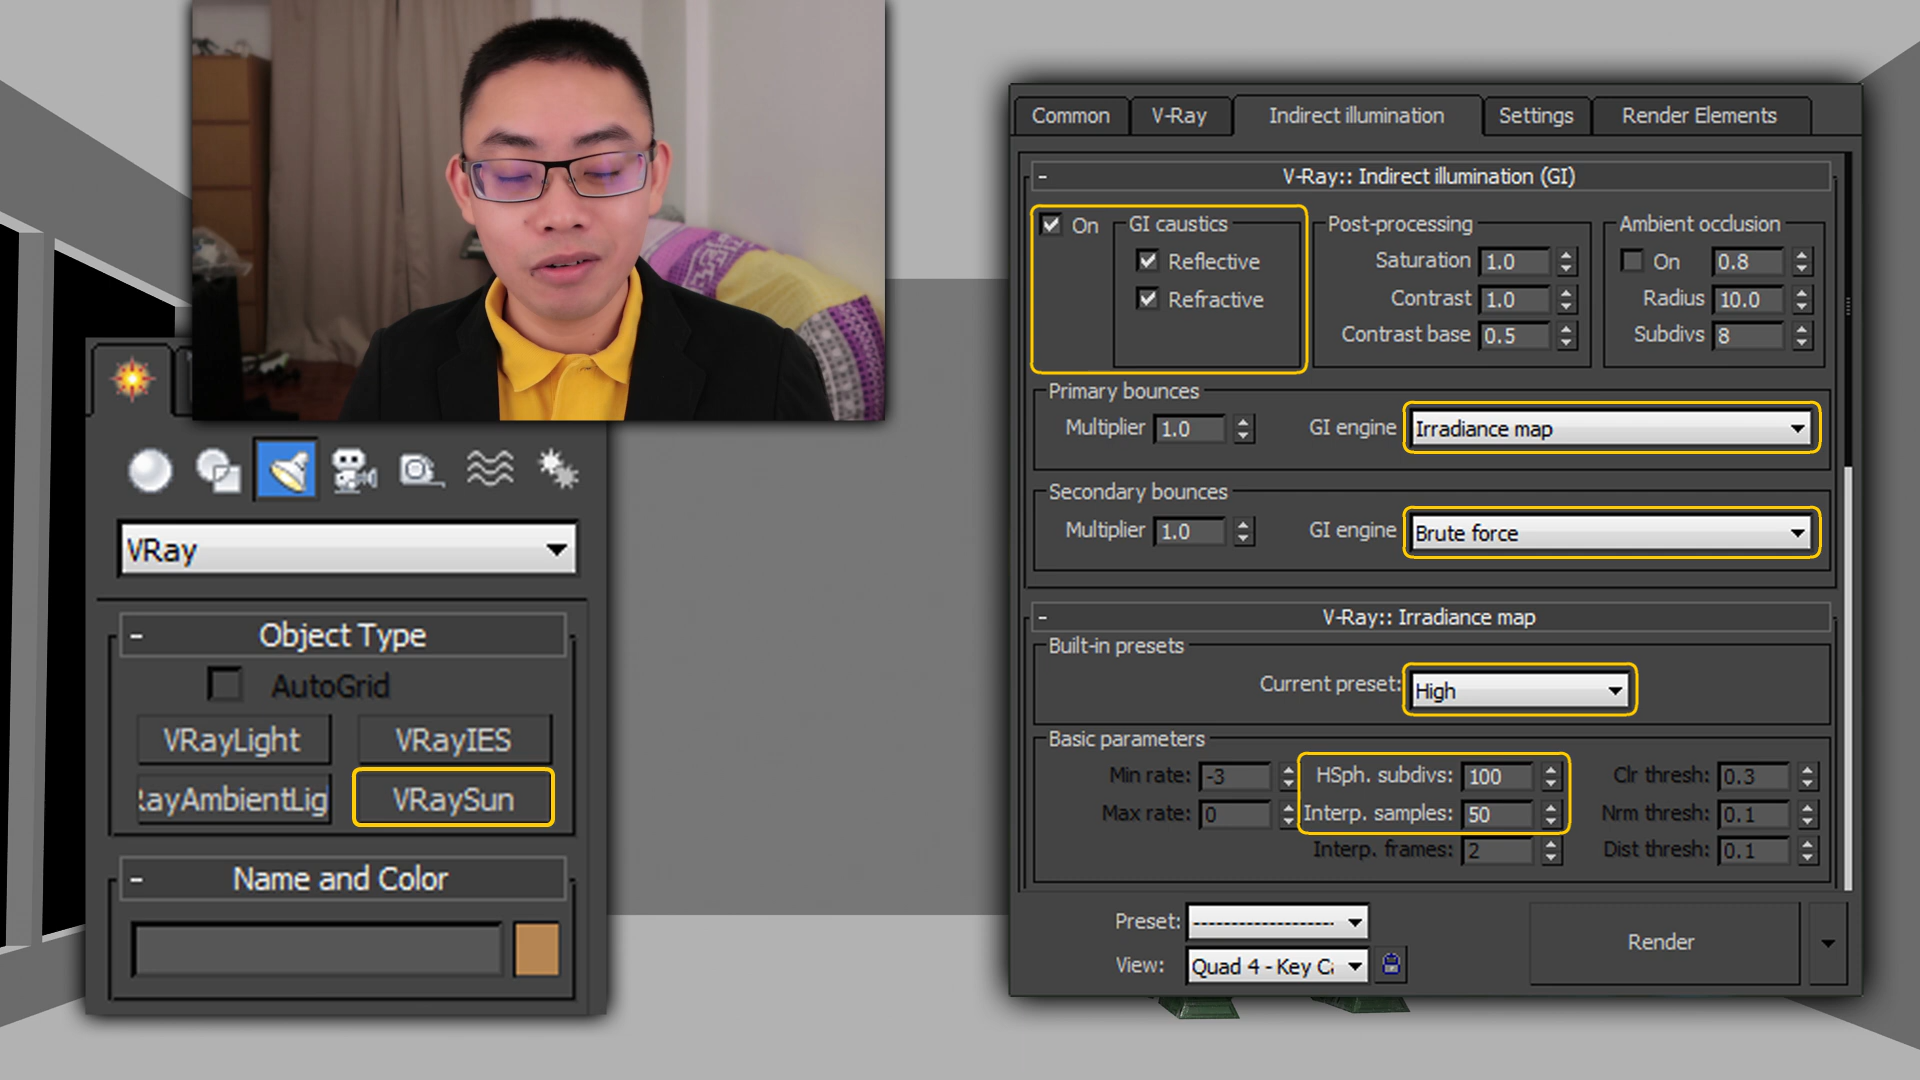 VRay
- Object Type
AutoGrid
VRayLight VRayIES
RayAmbientLig VRaySun
- Name and Color
Common V-Ray Indirect illumination Settings Render Elements
- V-Ray:: Indirect illumination (GI)
On GI caustics Post-processing Ambient occlusion
Reflective Saturation 1.0 On 0.8
Refractive Contrast 1.0 Radius 10.0
Contrast base 0.5 Subdivs 8
Primary bounces
Multiplier 1.0 GI engine Irradiance map
Secondary bounces
Multiplier 1.0 GI engine Brute force
- V-Ray:: Irradiance map
Built-in presets
Current preset: High
Basic parameters
Min rate: -3 HSph. subdivs: 100 Clr thresh: 0.3
Max rate: 0 Interp. samples: 50 Nrm thresh: 0.1
Interp. frames: 2 Dist thresh: 0.1
Preset: -------------------
View: Quad 4 - Key Ca Render